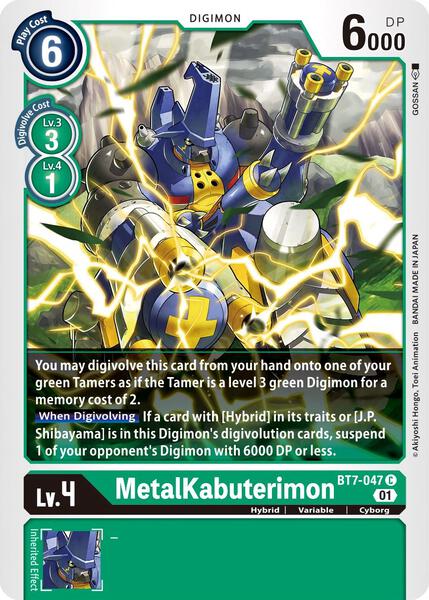 DIGIMON
Play Cost
6
DP
6000
Digivolve Cost
Lv.3
3
Lv.4
1
GOSSAN
© Akiyoshi Hongo, Toei Animation BANDAI MADE IN JAPAN
You may digivolve this card from your hand onto one of your
green Tamers as if the Tamer is a level 3 green Digimon for a
memory cost of 2.
When Digivolving If a card with [Hybrid] in its traits or [J.P.
Shibayama] is in this Digimon's digivolution cards, suspend
1 of your opponent's Digimon with 6000 DP or less.
Lv.4
MetalKabuterimon
BT7-047 C
01
Hybrid | Variable | Cyborg
Inherited Effect
–